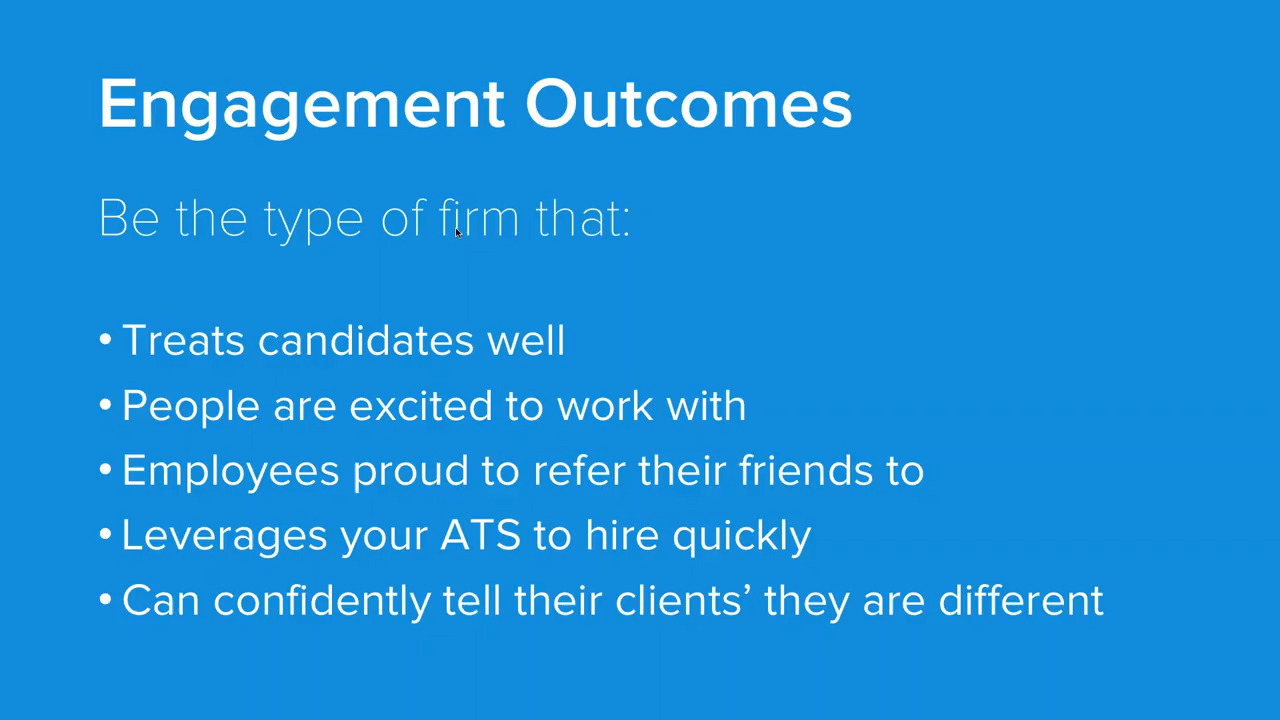 Engagement Outcomes
Be the type of firm that:
• Treats candidates well
• People are excited to work with
• Employees proud to refer their friends to
• Leverages your ATS to hire quickly
• Can confidently tell their clients’ they are different